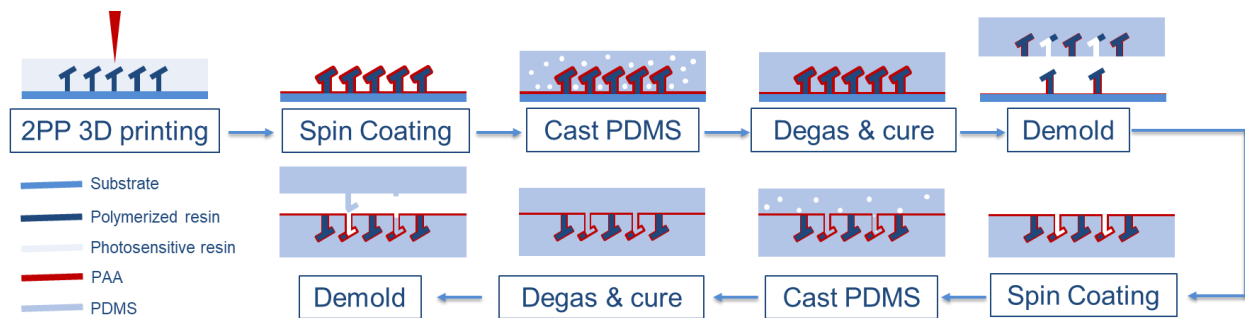 2PP 3D printing
Spin Coating
Cast PDMS
Degas & cure
Demold
Substrate
Polymerized resin
Photosensitive resin
PAA
PDMS
Demold
Degas & cure
Cast PDMS
Spin Coating